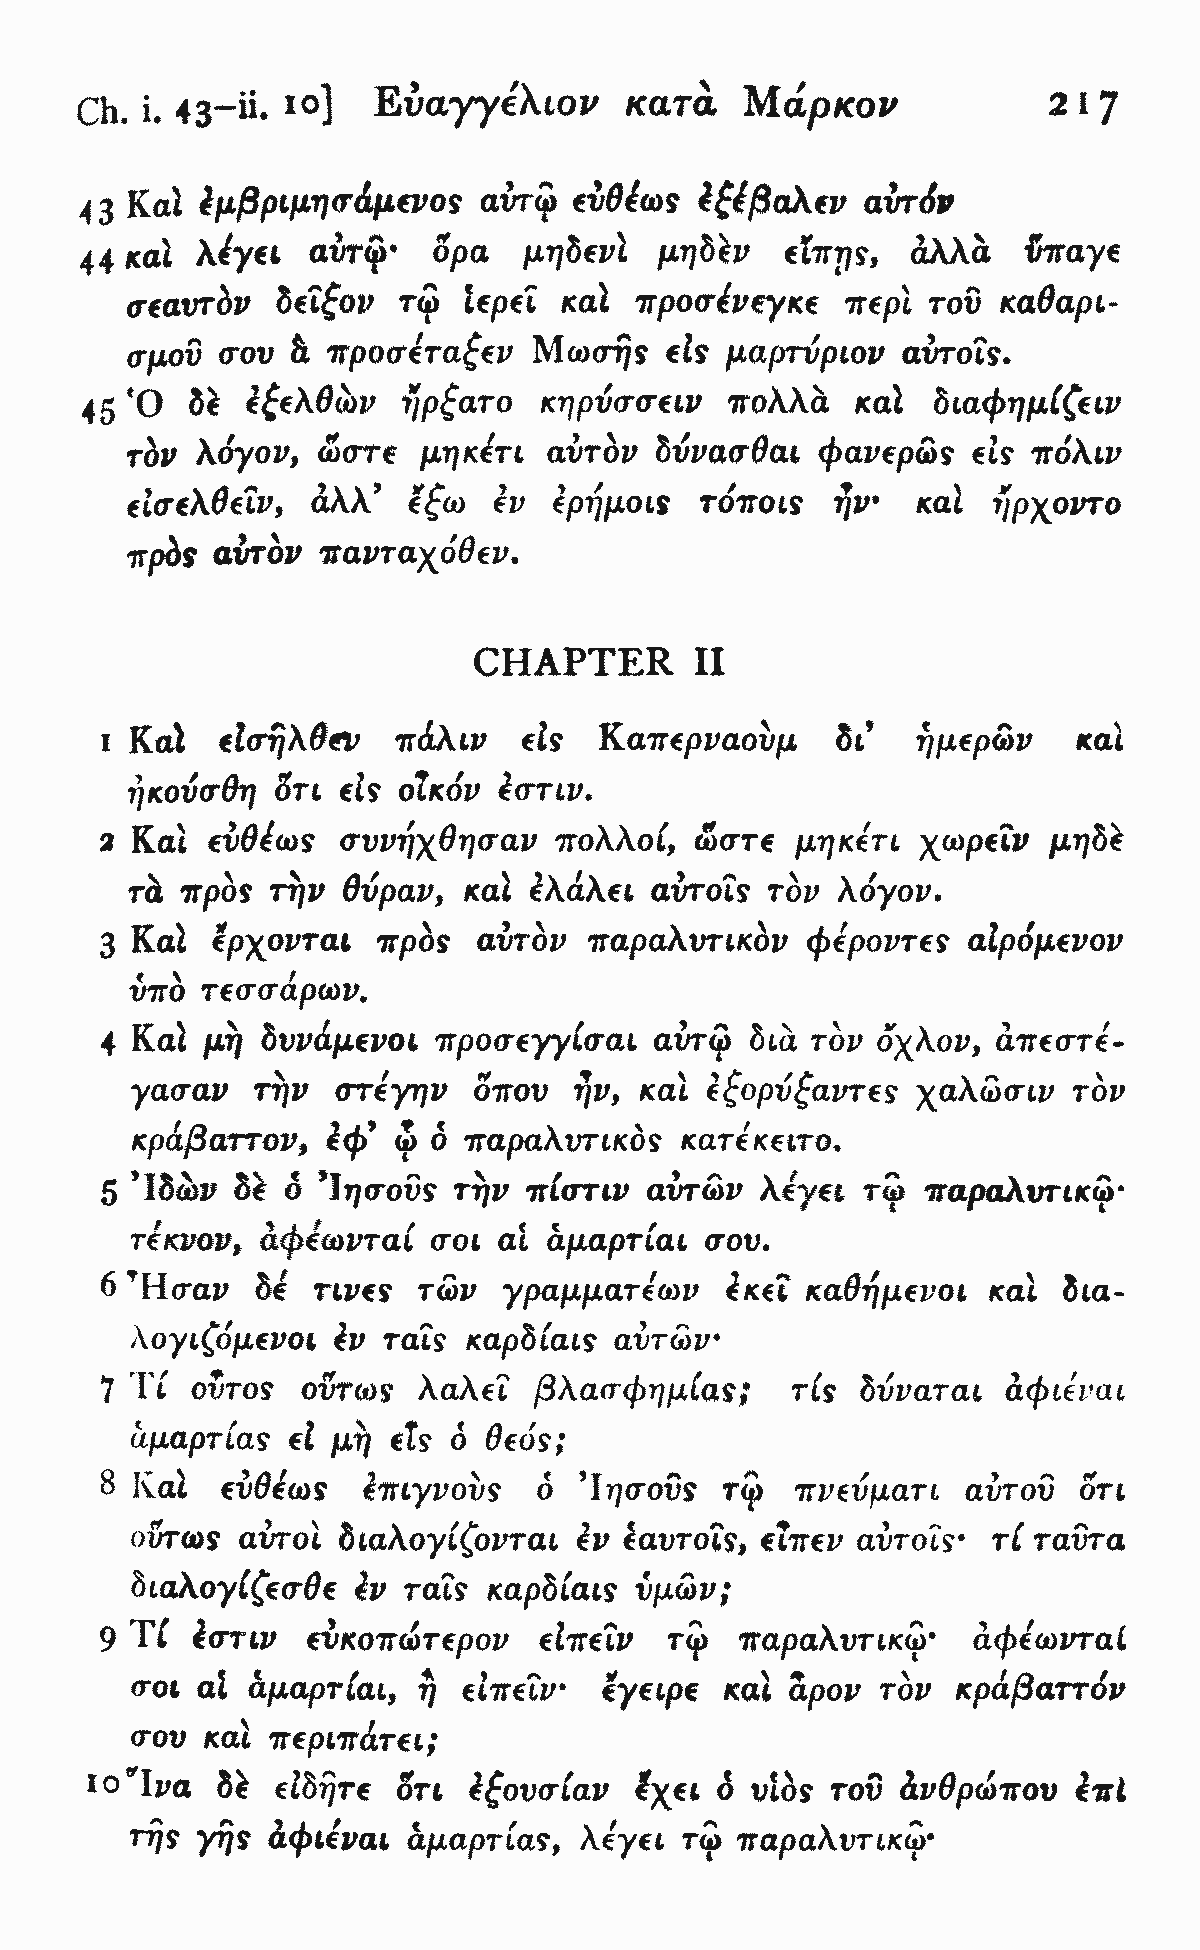 Ch. i. 43–ii. 10] Εὐαγγέλιον κατὰ Μάρκον 217
43 Καὶ ἐμβριμησάμενος αὐτῷ εὐθέως ἐξέβαλεν αὐτόν
44 καὶ λέγει αὐτῷ· ὅρα μηδενὶ μηδὲν εἴπῃς, ἀλλὰ ὕπαγε
σεαυτὸν δεῖξον τῷ ἱερεῖ καὶ προσένεγκε περὶ τοῦ καθαρι-
σμοῦ σου ἃ προσέταξεν Μωσῆς εἰς μαρτύριον αὐτοῖς.
45 Ὁ δὲ ἐξελθὼν ἤρξατο κηρύσσειν πολλὰ καὶ διαφημίζειν
τὸν λόγον, ὥστε μηκέτι αὐτὸν δύνασθαι φανερῶς εἰς πόλιν
εἰσελθεῖν, ἀλλ’ ἔξω ἐν ἐρήμοις τόποις ἦν· καὶ ἤρχοντο
πρὸς αὐτὸν πανταχόθεν.
CHAPTER II
1 Καὶ εἰσῆλθεν πάλιν εἰς Καπερναοὺμ δι’ ἡμερῶν καὶ
ἠκούσθη ὅτι εἰς οἶκόν ἐστιν.
2 Καὶ εὐθέως συνήχθησαν πολλοί, ὥστε μηκέτι χωρεῖν μηδὲ
τὰ πρὸς τὴν θύραν, καὶ ἐλάλει αὐτοῖς τὸν λόγον.
3 Καὶ ἔρχονται πρὸς αὐτὸν παραλυτικὸν φέροντες αἰρόμενον
ὑπὸ τεσσάρων.
4 Καὶ μὴ δυνάμενοι προσεγγίσαι αὐτῷ διὰ τὸν ὄχλον, ἀπεστέ-
γασαν τὴν στέγην ὅπου ἦν, καὶ ἐξορύξαντες χαλῶσιν τὸν
κράβαττον, ἐφ’ ᾧ ὁ παραλυτικὸς κατέκειτο.
5 Ἰδὼν δὲ ὁ Ἰησοῦς τὴν πίστιν αὐτῶν λέγει τῷ παραλυτικῷ·
τέκνον, ἀφέωνταί σοι αἱ ἁμαρτίαι σου.
6 Ἦσαν δέ τινες τῶν γραμματέων ἐκεῖ καθήμενοι καὶ δια-
λογιζόμενοι ἐν ταῖς καρδίαις αὐτῶν·
7 Τί οὗτος οὕτως λαλεῖ βλασφημίας; τίς δύναται ἀφιέναι
ἁμαρτίας εἰ μὴ εἷς ὁ θεός;
8 Καὶ εὐθέως ἐπιγνοὺς ὁ Ἰησοῦς τῷ πνεύματι αὐτοῦ ὅτι
οὕτως αὐτοὶ διαλογίζονται ἐν ἑαυτοῖς, εἶπεν αὐτοῖς· τί ταῦτα
διαλογίζεσθε ἐν ταῖς καρδίαις ὑμῶν;
9 Τί ἐστιν εὐκοπώτερον εἰπεῖν τῷ παραλυτικῷ· ἀφέωνταί
σοι αἱ ἁμαρτίαι, ἢ εἰπεῖν· ἔγειρε καὶ ἆρον τὸν κράβαττόν
σου καὶ περιπάτει;
10 Ἵνα δὲ εἰδῆτε ὅτι ἐξουσίαν ἔχει ὁ υἱὸς τοῦ ἀνθρώπου ἐπὶ
τῆς γῆς ἀφιέναι ἁμαρτίας, λέγει τῷ παραλυτικῷ·